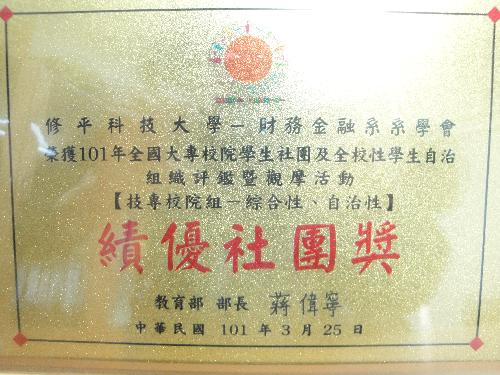 修平科技大學－財務金融系系學會
榮獲101年全國大專校院學生社團及全校性學生自治
組織評鑑暨觀摩活動
【技專校院組－綜合性、自治性】
績優社團獎
教育部 部長 蔣偉寧
中華民國 101 年 3 月 25 日